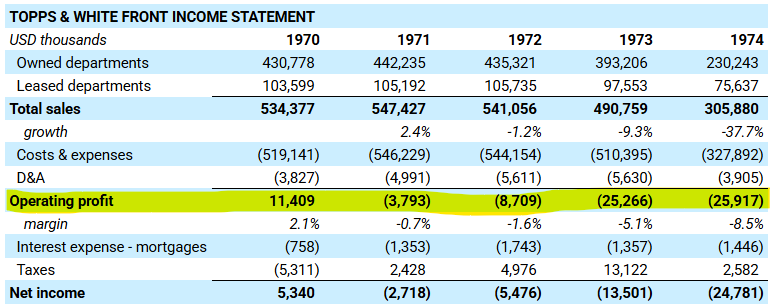 TOPPS & WHITE FRONT INCOME STATEMENT
USD thousands 1970 1971 1972 1973 1974
Owned departments 430,778 442,235 435,321 393,206 230,243
Leased departments 103,599 105,192 105,735 97,553 75,637
Total sales 534,377 547,427 541,056 490,759 305,880
growth 2.4% -1.2% -9.3% -37.7%
Costs & expenses (519,141) (546,229) (544,154) (510,395) (327,892)
D&A (3,827) (4,991) (5,611) (5,630) (3,905)
Operating profit 11,409 (3,793) (8,709) (25,266) (25,917)
margin 2.1% -0.7% -1.6% -5.1% -8.5%
Interest expense - mortgages (758) (1,353) (1,743) (1,357) (1,446)
Taxes (5,311) 2,428 4,976 13,122 2,582
Net income 5,340 (2,718) (5,476) (13,501) (24,781)